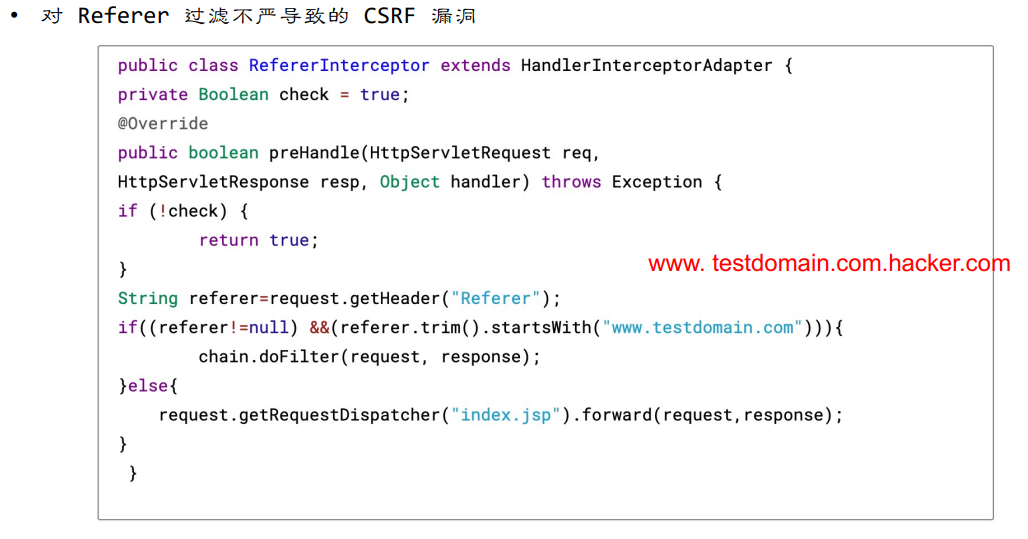 • 对 Referer 过滤不严导致的 CSRF 漏洞
public class RefererInterceptor extends HandlerInterceptorAdapter {
private Boolean check = true;
@Override
public boolean preHandle(HttpServletRequest req,
HttpServletResponse resp, Object handler) throws Exception {
if (!check) {
return true;
}
www. testdomain.com.hacker.com
String referer=request.getHeader("Referer");
if((referer!=null) &&(referer.trim().startsWith("www.testdomain.com"))){
chain.doFilter(request, response);
}else{
request.getRequestDispatcher("index.jsp").forward(request,response);
}
}